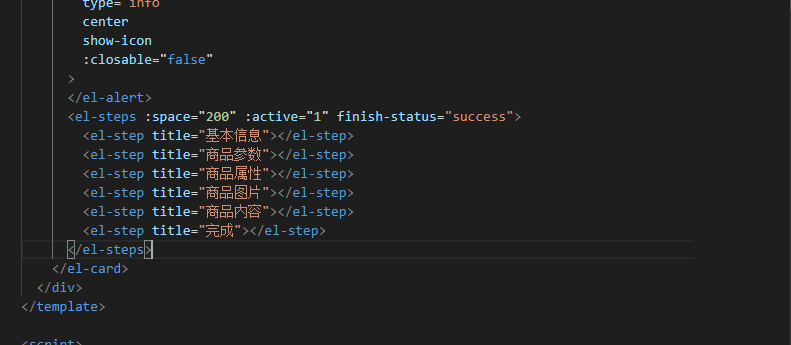 type="info
center
show-icon
:closable="false"
>
</el-alert>
<el-steps :space="200" :active="1" finish-status="success">
<el-step title="基本信息"></el-step>
<el-step title="商品参数"></el-step>
<el-step title="商品属性"></el-step>
<el-step title="商品图片"></el-step>
<el-step title="商品内容"></el-step>
<el-step title="完成"></el-step>
</el-steps>
</el-card>
</div>
</template>
<script>